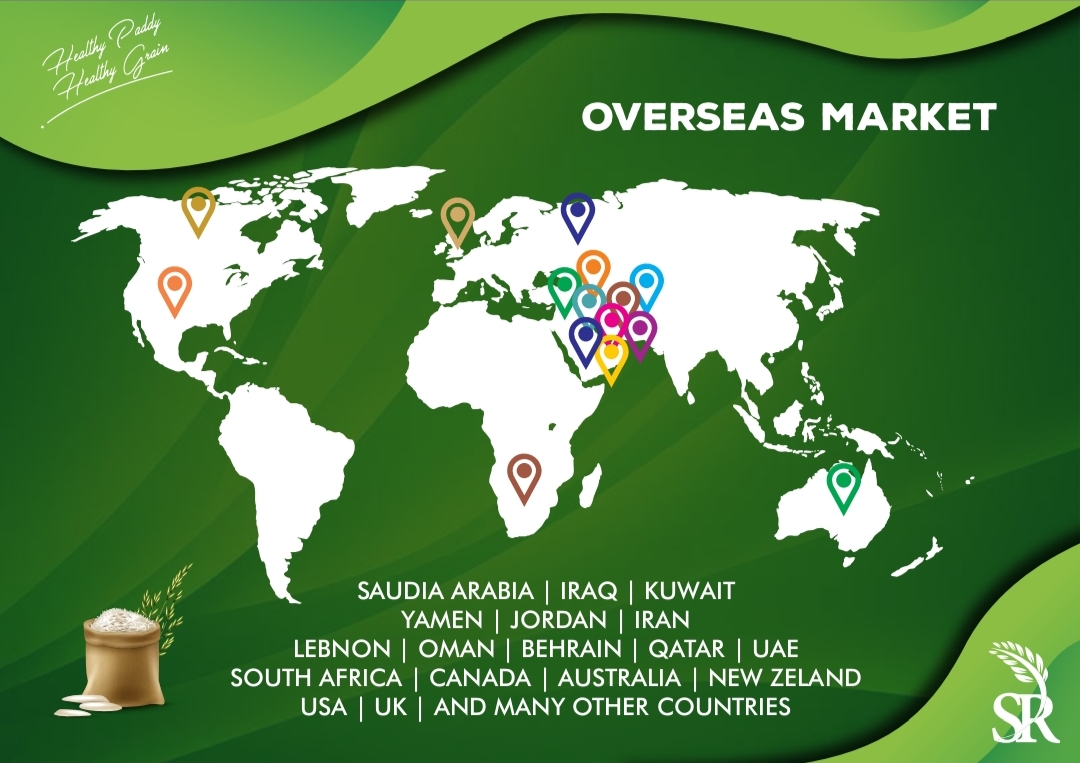 Healthy Paddy
Healthy Grain
OVERSEAS MARKET
SAUDIA ARABIA | IRAQ | KUWAIT
YAMEN | JORDAN | IRAN
LEBNON | OMAN | BEHRAIN | QATAR | UAE
SOUTH AFRICA | CANADA | AUSTRALIA | NEW ZELAND
USA | UK | AND MANY OTHER COUNTRIES
SR